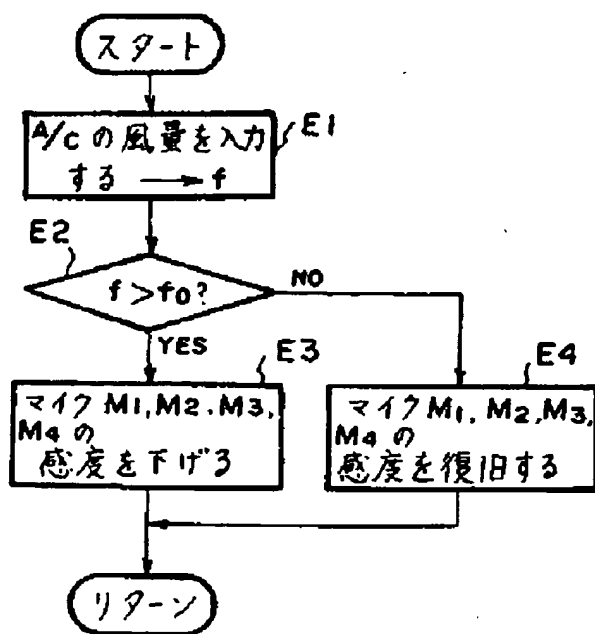 スタート
A/Cの風量を入力
する → f
E1
E2
f＞f0?
NO
YES
E3
マイクM1,M2.M3,
M4の
感度を下げる
E4
マイクM1,M2,M3,
M4の
感度を復旧する
リターン